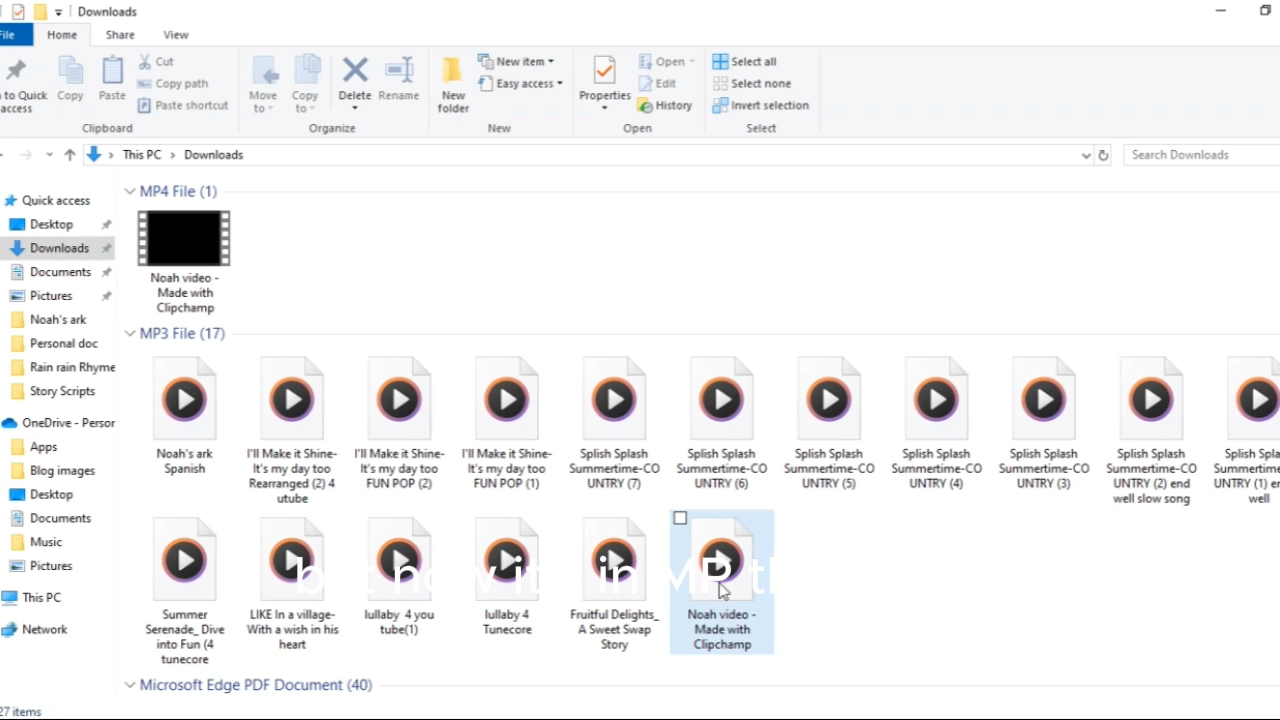 Downloads
File
Home
Share
View
to Quick
access
Copy
Paste
Cut
Copy path
Paste shortcut
Clipboard
Move
to
Copy
to
Delete
Rename
Organize
New
folder
New item
Easy access
New
Properties
Open
Edit
History
Open
Select all
Select none
Invert selection
Select
This PC
Downloads
Search Downloads
Quick access
Desktop
Downloads
Documents
Pictures
Noah's ark
Personal doc
Rain rain Rhyme
Story Scripts
OneDrive - Person
Apps
Blog images
Desktop
Documents
Music
Pictures
This PC
Network
27 items
MP4 File (1)
Noah video -
Made with
Clipchamp
MP3 File (17)
Noah's ark
Spanish
I'll Make it Shine-
It's my day too
Rearranged (2) 4
utube
I'll Make it Shine-
It's my day too
FUN POP (2)
I'll Make it Shine-
It's my day too
FUN POP (1)
Splish Splash
Summertime-CO
UNTRY (7)
Splish Splash
Summertime-CO
UNTRY (6)
Splish Splash
Summertime-CO
UNTRY (5)
Splish Splash
Summertime-CO
UNTRY (4)
Splish Splash
Summertime-CO
UNTRY (3)
Splish Splash
Summertime-CO
UNTRY (2) end
well slow song
Splish Spla
Summertim
UNTRY (1) er
well
Summer
Serenade_ Dive
into Fun (4
tunecore
LIKE In a village-
With a wish in his
heart
lullaby 4 you
tube(1)
lullaby 4
Tunecore
Fruitful Delights_
A Sweet Swap
Story
Noah video -
Made with
Clipchamp
in MP
Microsoft Edge PDF Document (40)